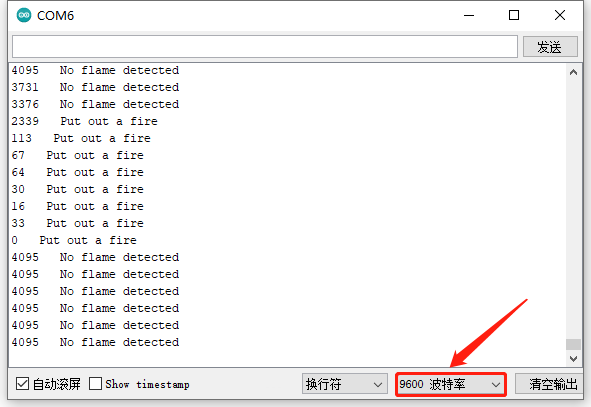 COM6
发送
4095   No flame detected
3731   No flame detected
3376   No flame detected
2339   Put out a fire
113   Put out a fire
67   Put out a fire
64   Put out a fire
30   Put out a fire
16   Put out a fire
33   Put out a fire
0   Put out a fire
4095   No flame detected
4095   No flame detected
4095   No flame detected
4095   No flame detected
4095   No flame detected
4095   No flame detected
自动滚屏 Show timestamp 换行符 9600 波特率 清空输出